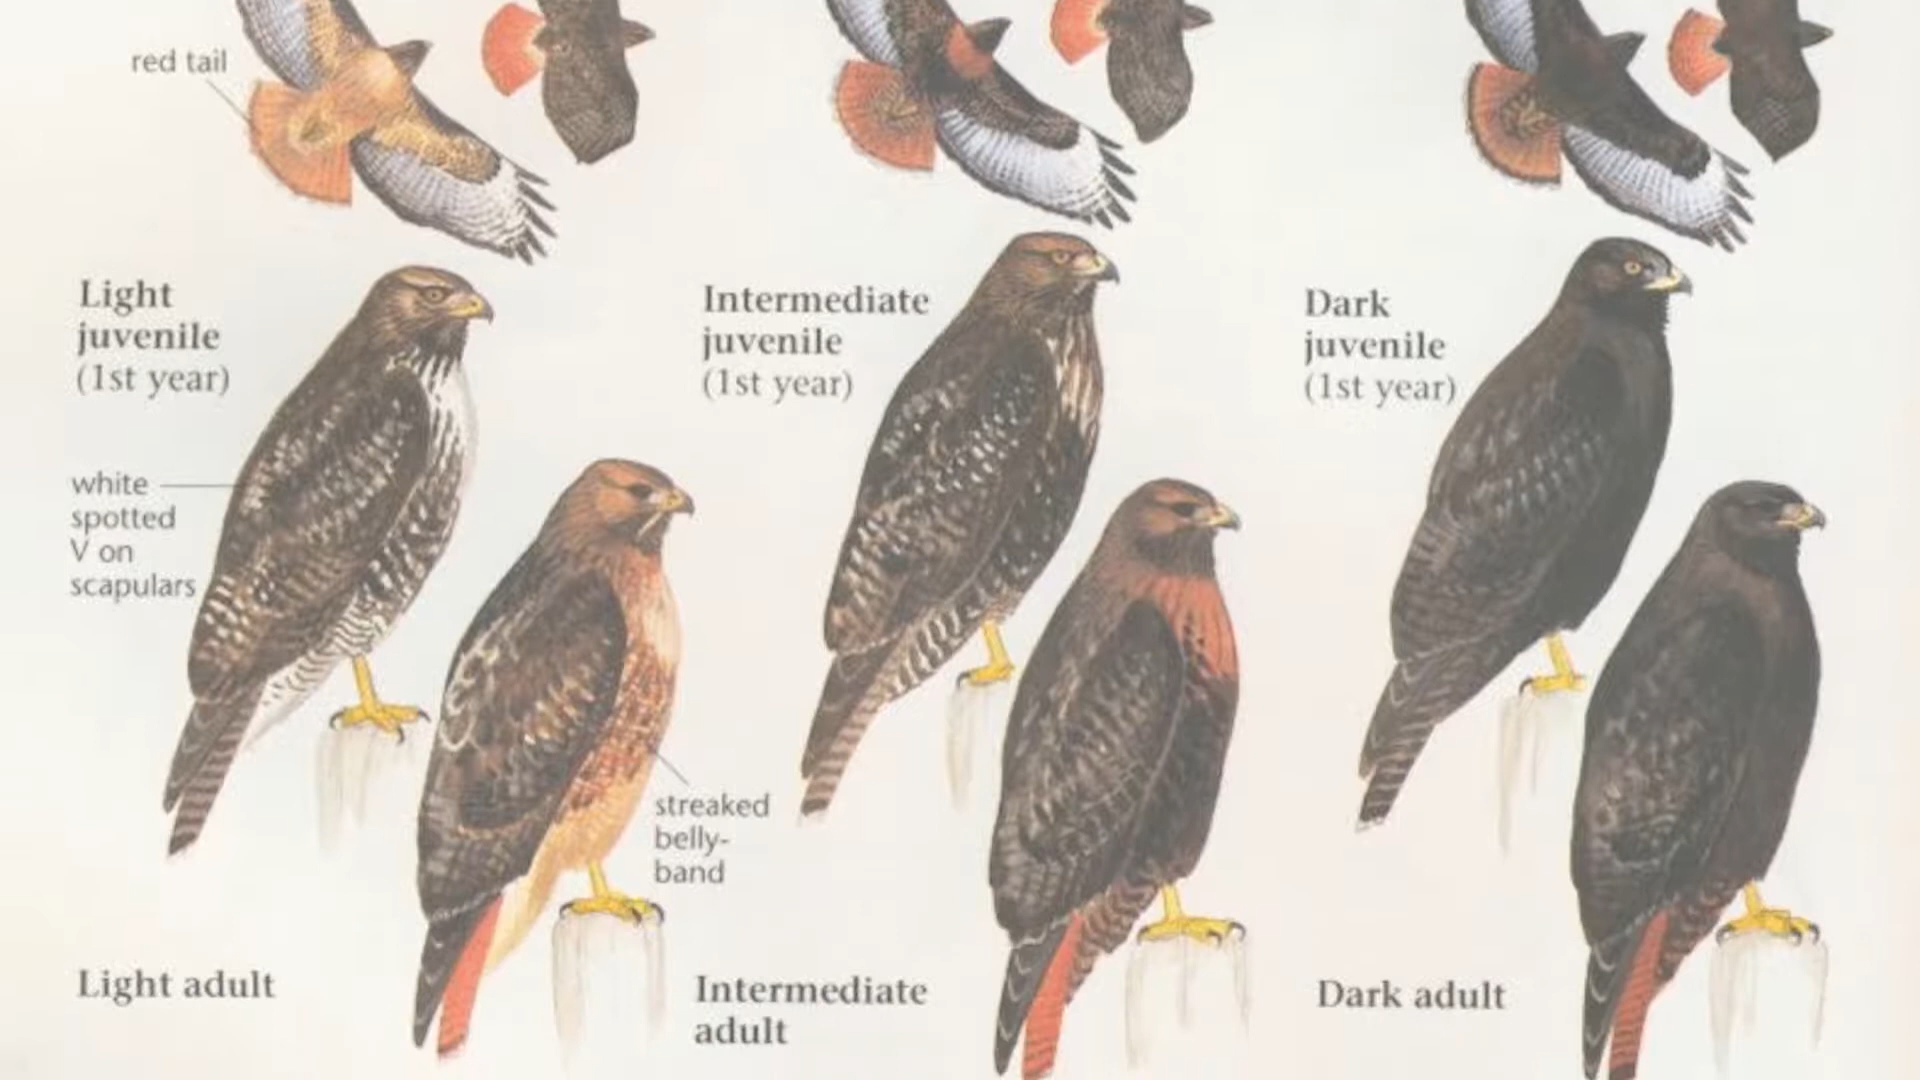 red tail
Light
juvenile
(1st year)
Intermediate
juvenile
(1st year)
Dark
juvenile
(1st year)
white
spotted
V on
scapulars
streaked
belly-
band
Light adult
Intermediate
adult
Dark adult